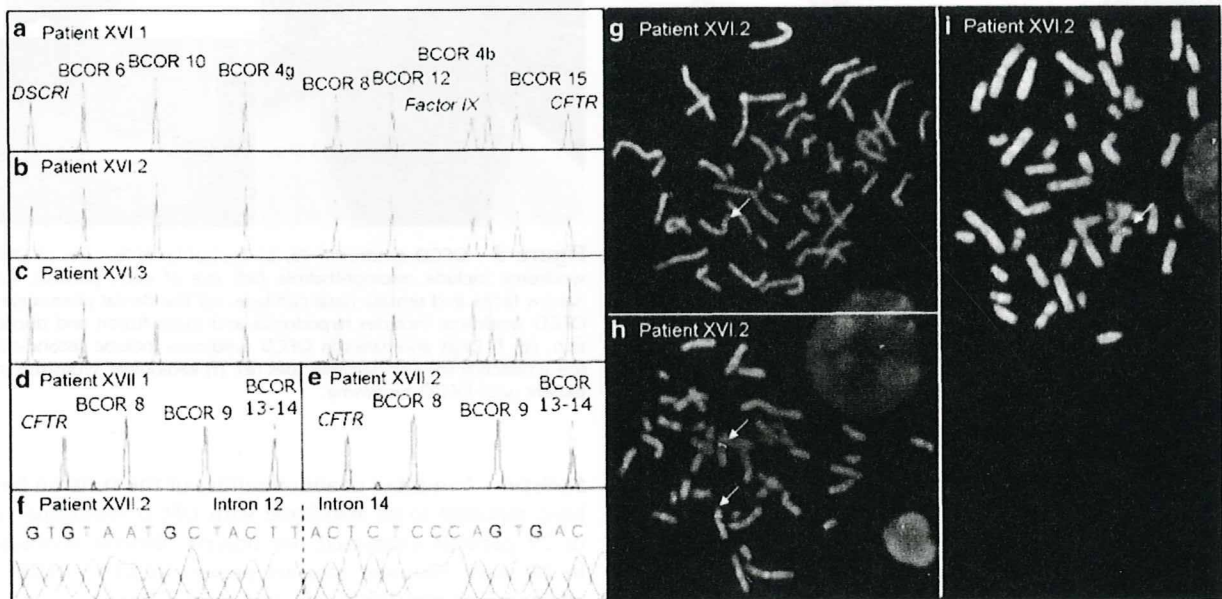 a Patient XVI.1
BCOR 6
BCOR 10
BCOR 4g
BCOR 8
BCOR 12
BCOR 4b
BCOR 15
DSCRI
Factor IX
CFTR
b Patient XVI.2
c Patient XVI.3
d Patient XVII.1
CFTR
BCOR 8
BCOR 9
BCOR
13-14
e Patient XVII.2
CFTR
BCOR 8
BCOR 9
BCOR
13-14
f Patient XVII.2 Intron 12 Intron 14
G T G T A A T G C T A C T T A C T C T C C C A G T G A C
g Patient XVI.2
h Patient XVI.2
i Patient XVI.2